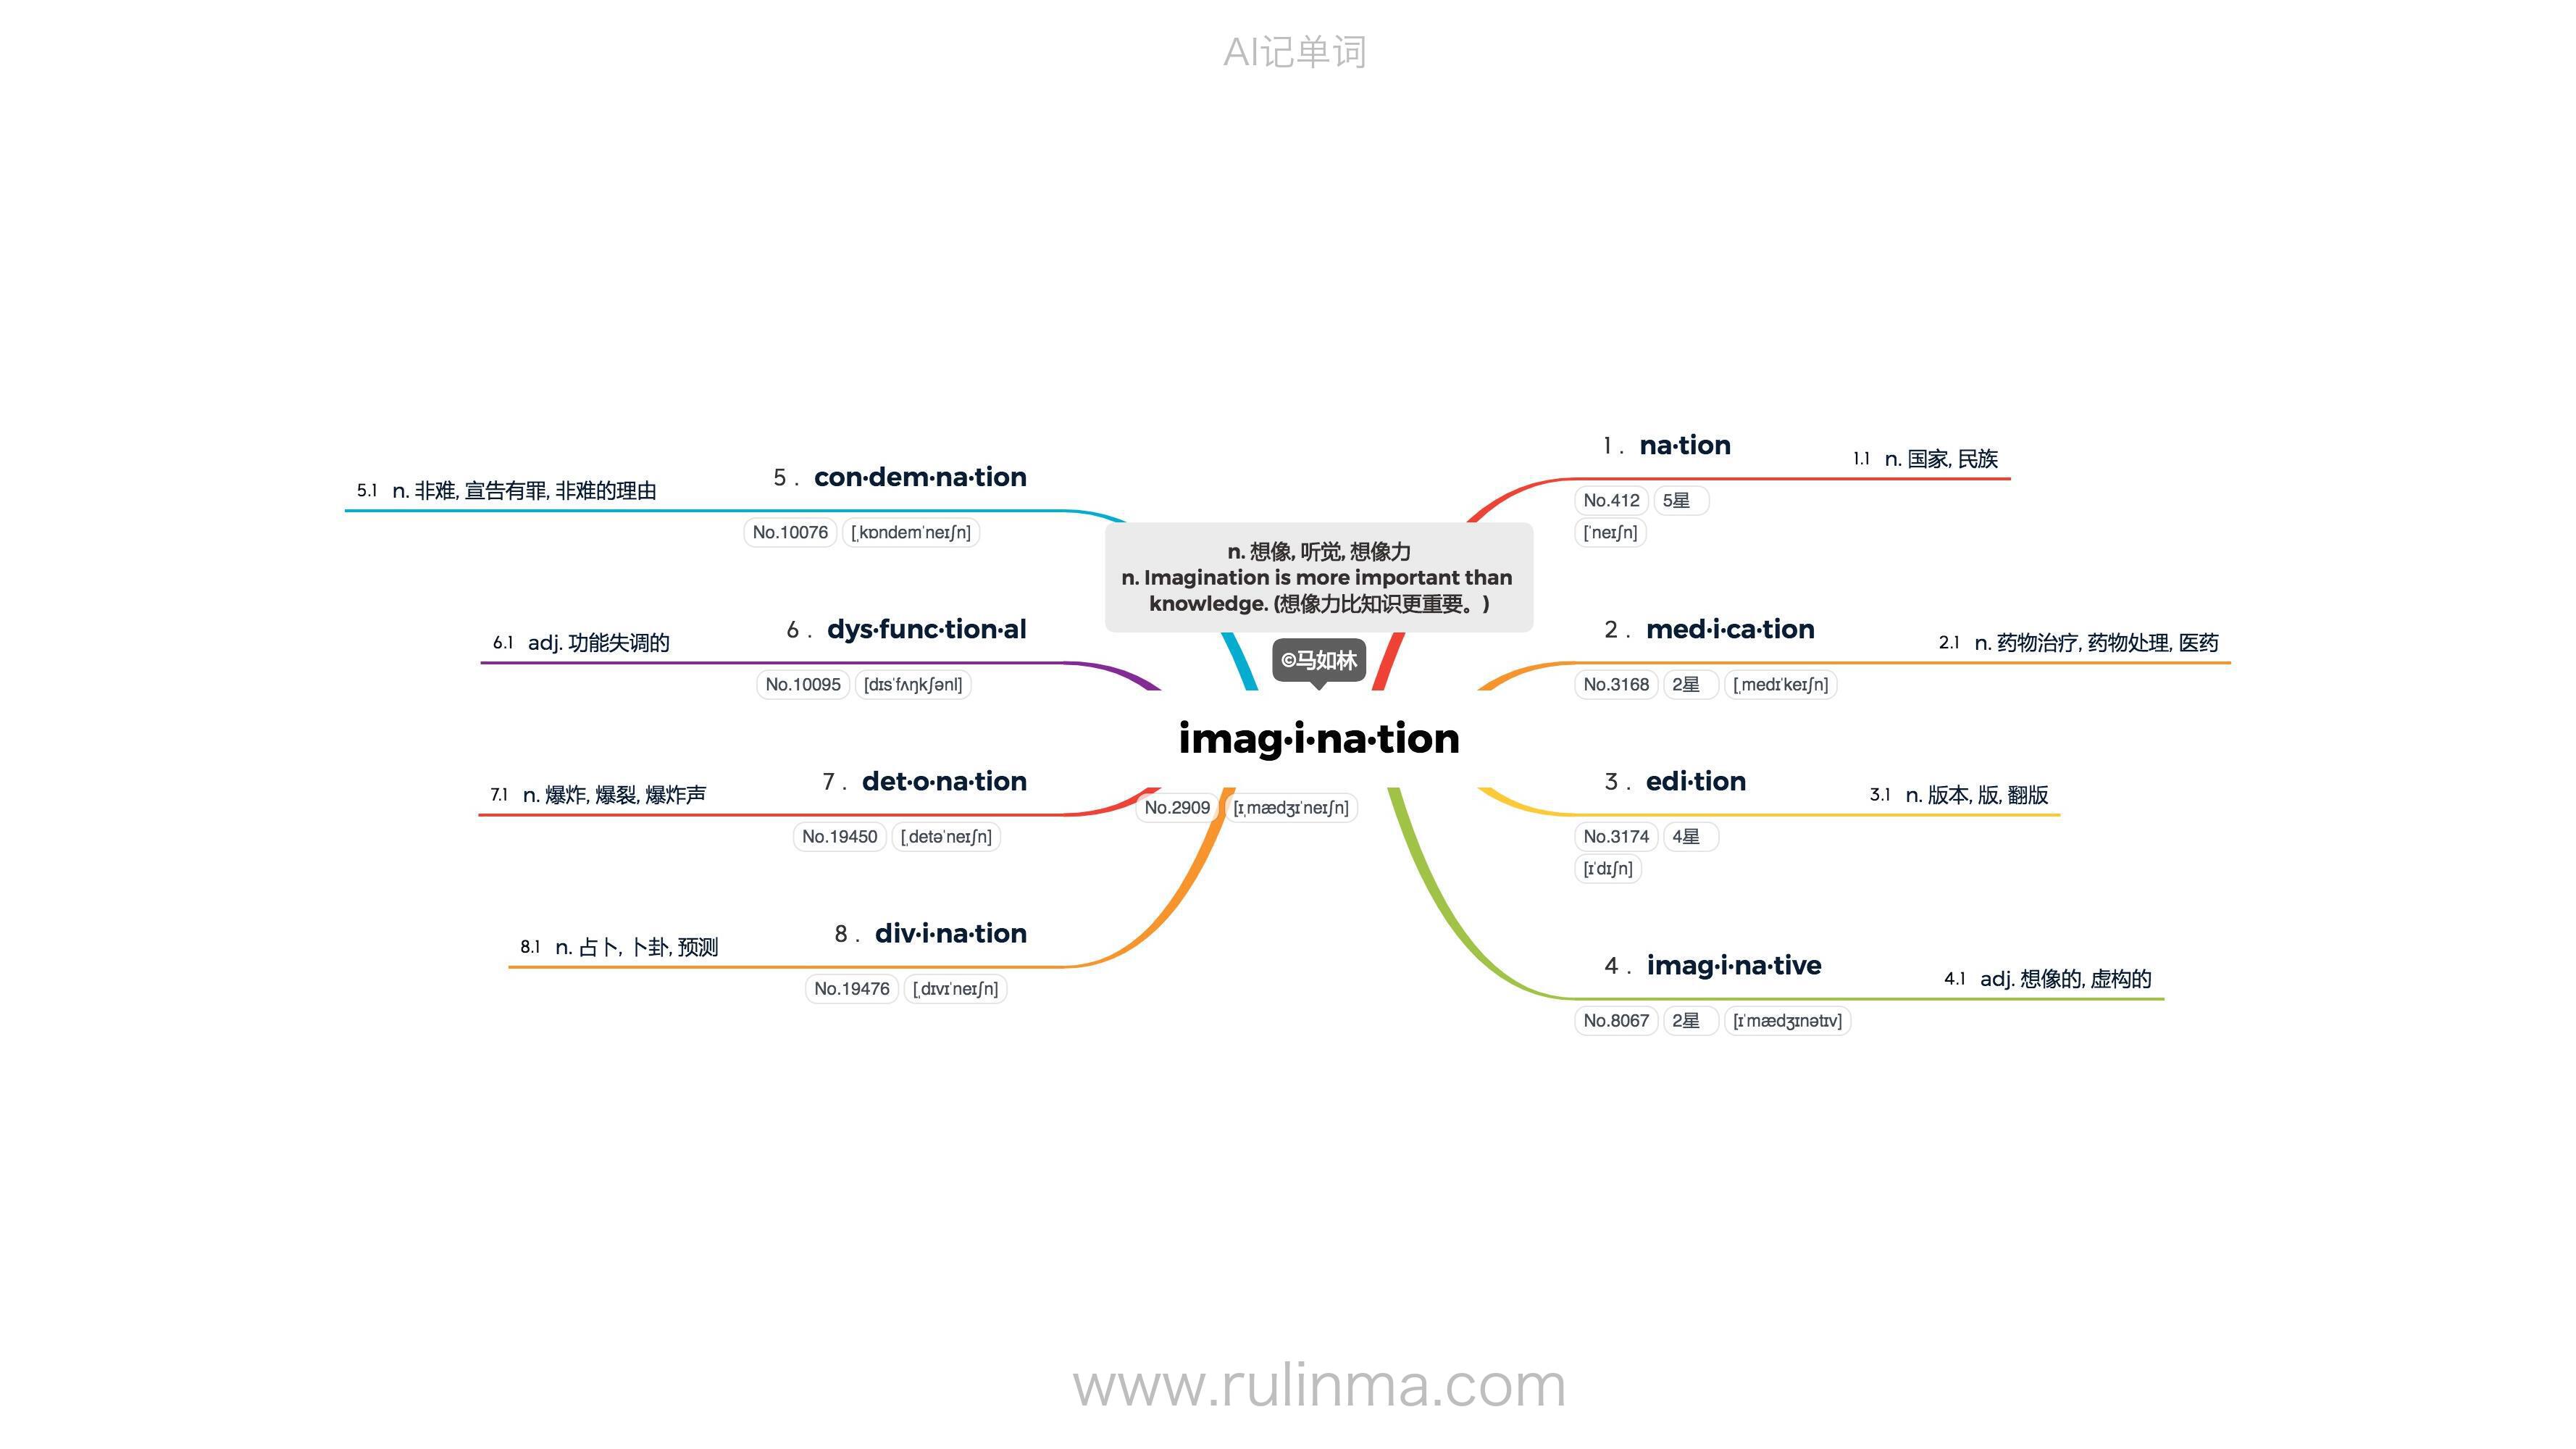 AI记单词
n. 想像, 听觉, 想像力
n. Imagination is more important than
knowledge. (想像力比知识更重要。)
©马如林
imag·i·na·tion
No.2909 [ɪˌmædʒɪˈneɪʃn]
1 . na·tion
No.412 5星
[ˈneɪʃn]
1.1 n. 国家, 民族
2 . med·i·ca·tion
No.3168 2星 [ˌmedɪˈkeɪʃn]
2.1 n. 药物治疗, 药物处理, 医药
3 . edi·tion
No.3174 4星
[ɪˈdɪʃn]
3.1 n. 版本, 版, 翻版
4 . imag·i·na·tive
No.8067 2星 [ɪˈmædʒɪnətɪv]
4.1 adj. 想像的, 虚构的
5 . con·dem·na·tion
No.10076 [ˌkɒndemˈneɪʃn]
5.1 n. 非难, 宣告有罪, 非难的理由
6 . dys·func·tion·al
No.10095 [dɪsˈfʌŋkʃənl]
6.1 adj. 功能失调的
7 . det·o·na·tion
No.19450 [ˌdetəˈneɪʃn]
7.1 n. 爆炸, 爆裂, 爆炸声
8 . div·i·na·tion
No.19476 [ˌdɪvɪˈneɪʃn]
8.1 n. 占卜, 卜卦, 预测
www.rulinma.com